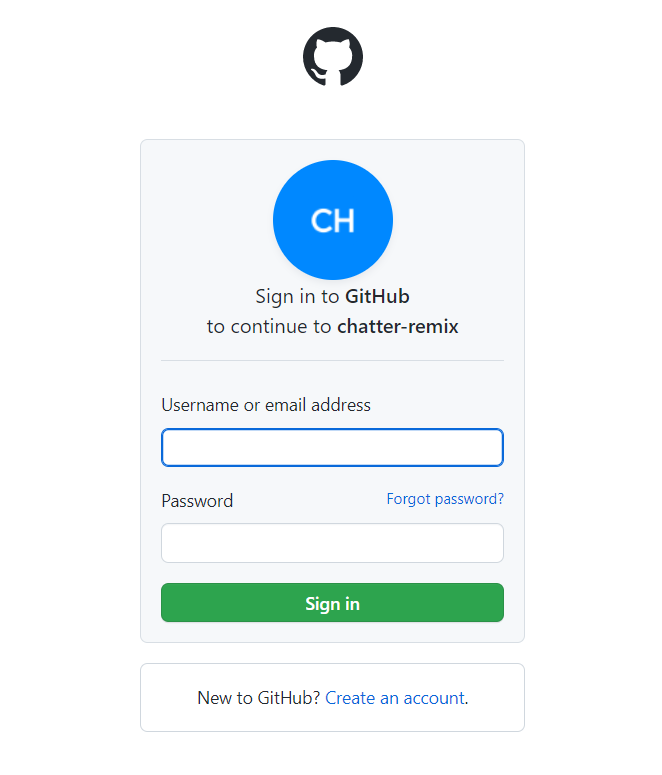 CH
Sign in to GitHub
to continue to chatter-remix
Username or email address
Password
Forgot password?
Sign in
New to GitHub? Create an account.